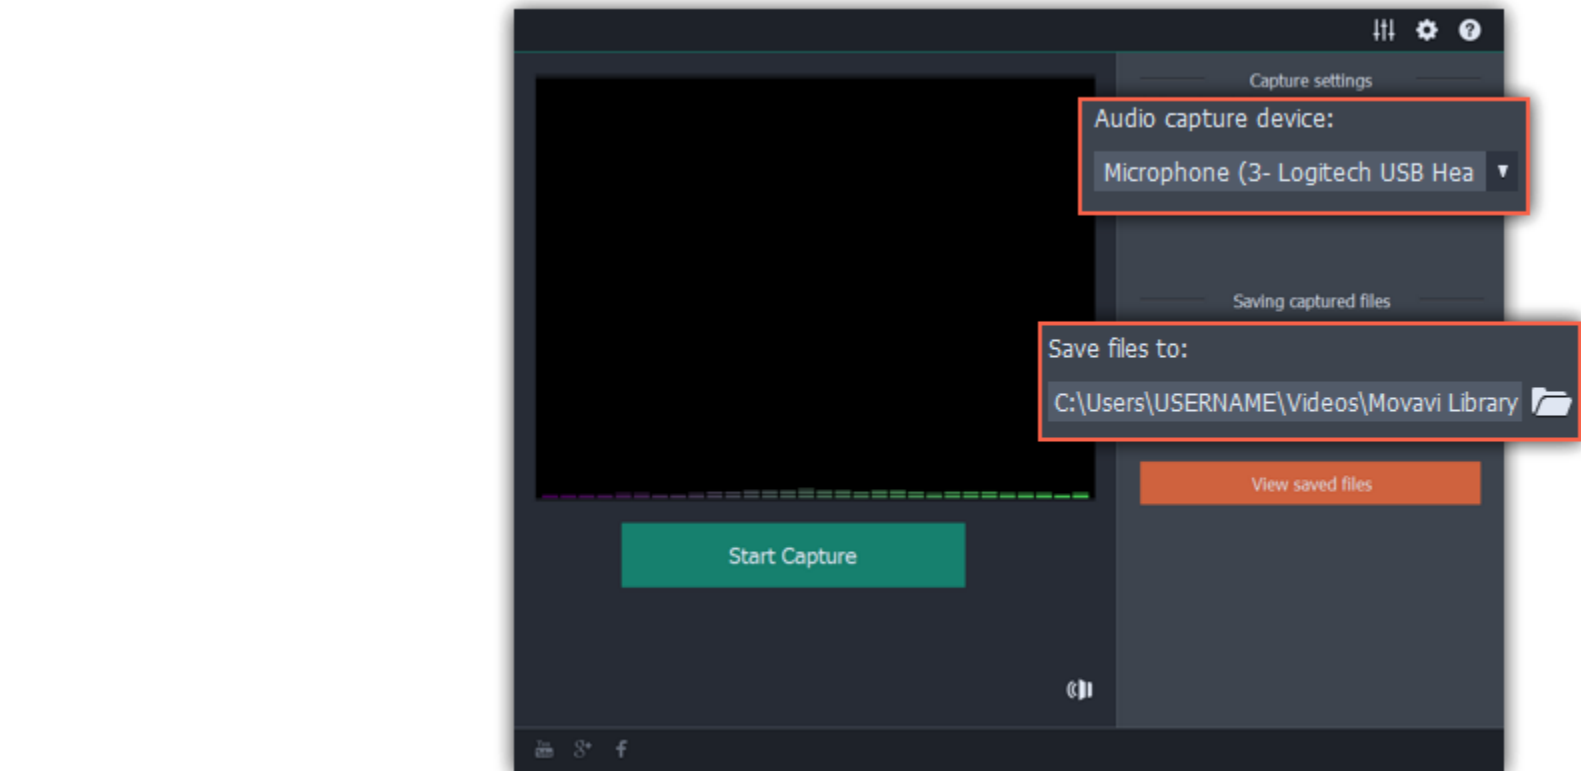 Capture settings
Audio capture device:
Microphone (3- Logitech USB Hea
Saving captured files
Save files to:
C:\Users\USERNAME\Videos\Movavi Library
View saved files
Start Capture